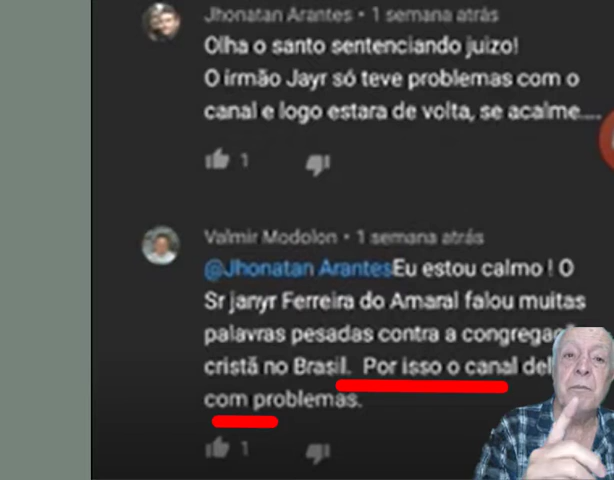 Jhonatan Arantes • 1 semana atrás
Olha o santo sentenciando juizo!
O irmão Jayr só teve problemas com o
canal e logo estara de volta, se acalme....
1
Valmir Modolon • 1 semana atrás
@Jhonatan ArantesEu estou calmo ! O
Sr janyr Ferreira do Amaral falou muitas
palavras pesadas contra a
cristã no Brasil. Por isso o canal
com problemas.
1